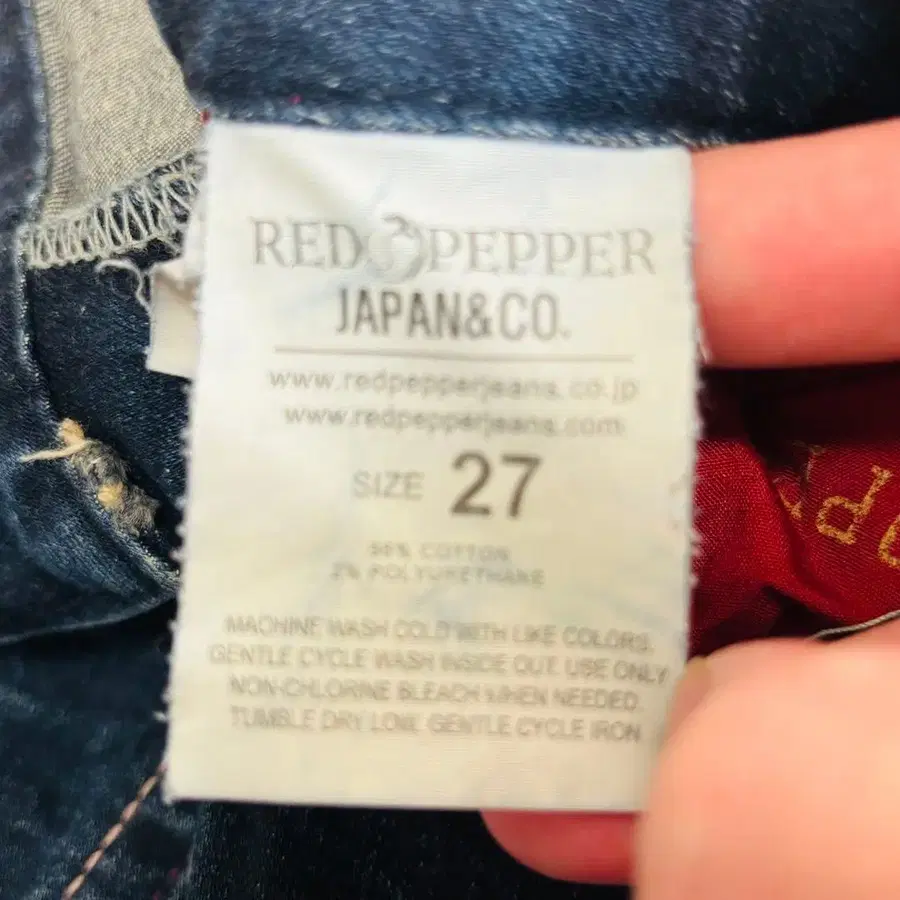 RED PEPPER
JAPAN&CO.
www.redpepperjeans.co.jp
www.redpepperjeans.com
SIZE 27
98% COTTON
2% POLYURETHANE
MACHINE WASH COLD WITH LIKE COLORS.
GENTLE CYCLE WASH INSIDE OUT. USE ONLY
NON-CHLORINE BLEACH WHEN NEEDED.
TUMBLE DRY LOW. GENTLE CYCLE IRON